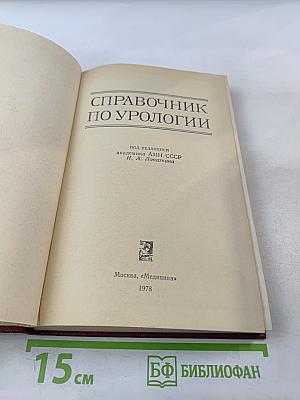 СПРАВОЧНИК
ПО УРОЛОГИИ
ПОД РЕДАКЦИЕЙ
академика АМН СССР
Н. А. Лопаткина
Москва, «Медицина»
1978
15 см
БФ БИБЛИОФАН